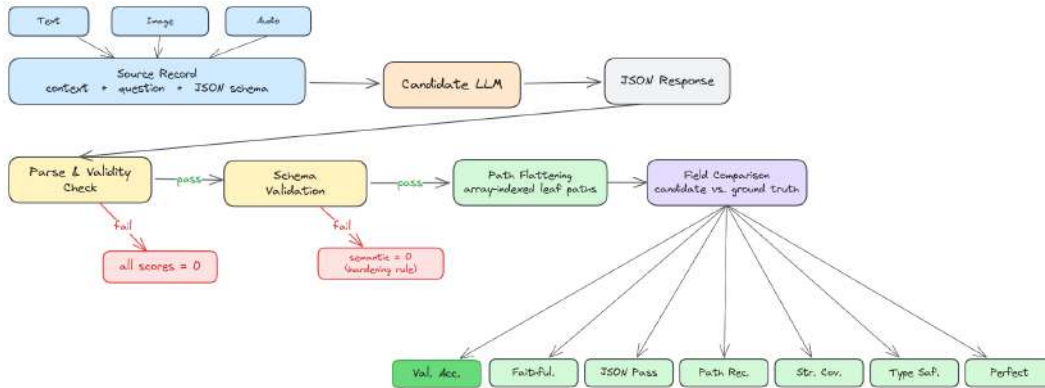 Text
Image
Audio
Source Record
context + question + JSON schema
Candidate LLM
JSON Response
Parse & Validity
Check
pass
Schema
Validation
pass
Path Flattening
array-indexed leaf paths
Field Comparison
candidate vs. ground truth
fail
fail
all scores = 0
semantic = 0
(hardening rule)
Val. Acc.
Faithful.
JSON Pass
Path Rec.
Str. Cov.
Type Saf.
Perfect